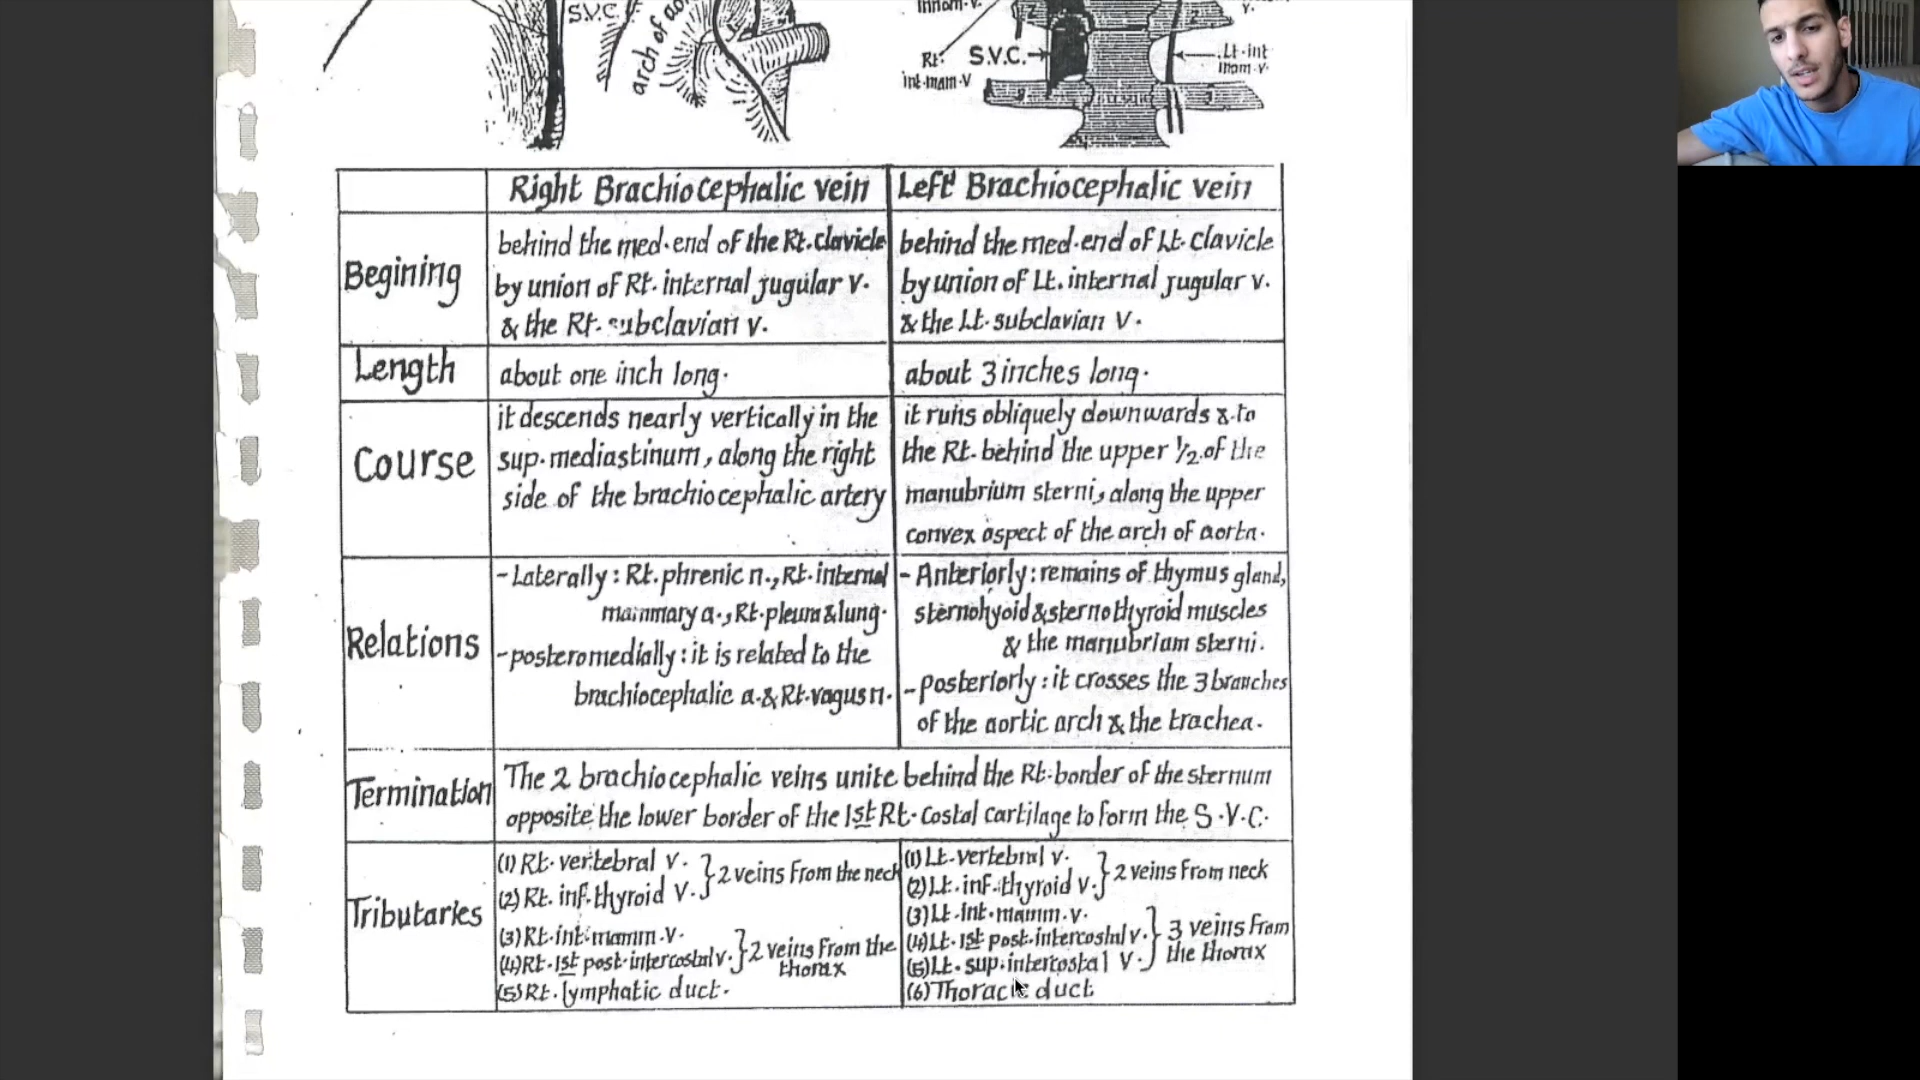 S.V.C.
arch of ao
innom.v.
v.
Rt.
int.mam.V
S.V.C.
Lt.int
mam.v.
Right Brachiocephalic vein
Left Brachiocephalic vein
Begining
behind the med.end of the Rt.clavicle
by union of Rt. internal jugular v.
& the Rt. subclavian v.
behind the med.end of Lt. clavicle
by union of Lt. internal jugular v.
& the Lt. subclavian v.
Length
about one inch long.
about 3 inches long.
Course
it descends nearly vertically in the
sup. mediastinum, along the right
side of the brachiocephalic artery
it runs obliquely downwards & to
the Rt. behind the upper ½ of the
manubrium sterni, along the upper
convex aspect of the arch of aorta.
Relations
- Laterally : Rt. phrenic n., Rt. internal
mammary a., Rt. pleura & lung.
- posteromedially : it is related to the
brachiocephalic a. & Rt. vagus n.
- Anteriorly : remains of thymus gland,
sternohyoid & sternothyroid muscles
& the manubrium sterni.
- posteriorly : it crosses the 3 branches
of the aortic arch & the trachea.
Termination
The 2 brachiocephalic veins unite behind the Rt. border of the sternum
opposite the lower border of the 1st Rt. Costal cartilage to form the S.V.C.
Tributaries
(1) Rt. vertebral v.
(2) Rt. inf. thyroid v.
2 veins from the neck
(3) Rt. int. mamm. v.
(4) Rt. 1st post. intercostal v.
2 veins from the
thorax
(5) Rt. lymphatic duct.
(1) Lt. vertebral v.
(2) Lt. inf. thyroid v.
2 veins from neck
(3) Lt. int. mamm. v.
(4) Lt. 1st post. intercostal v.
(5) Lt. sup. intercostal v.
3 veins from
the thorax
(6) Thoracic duct